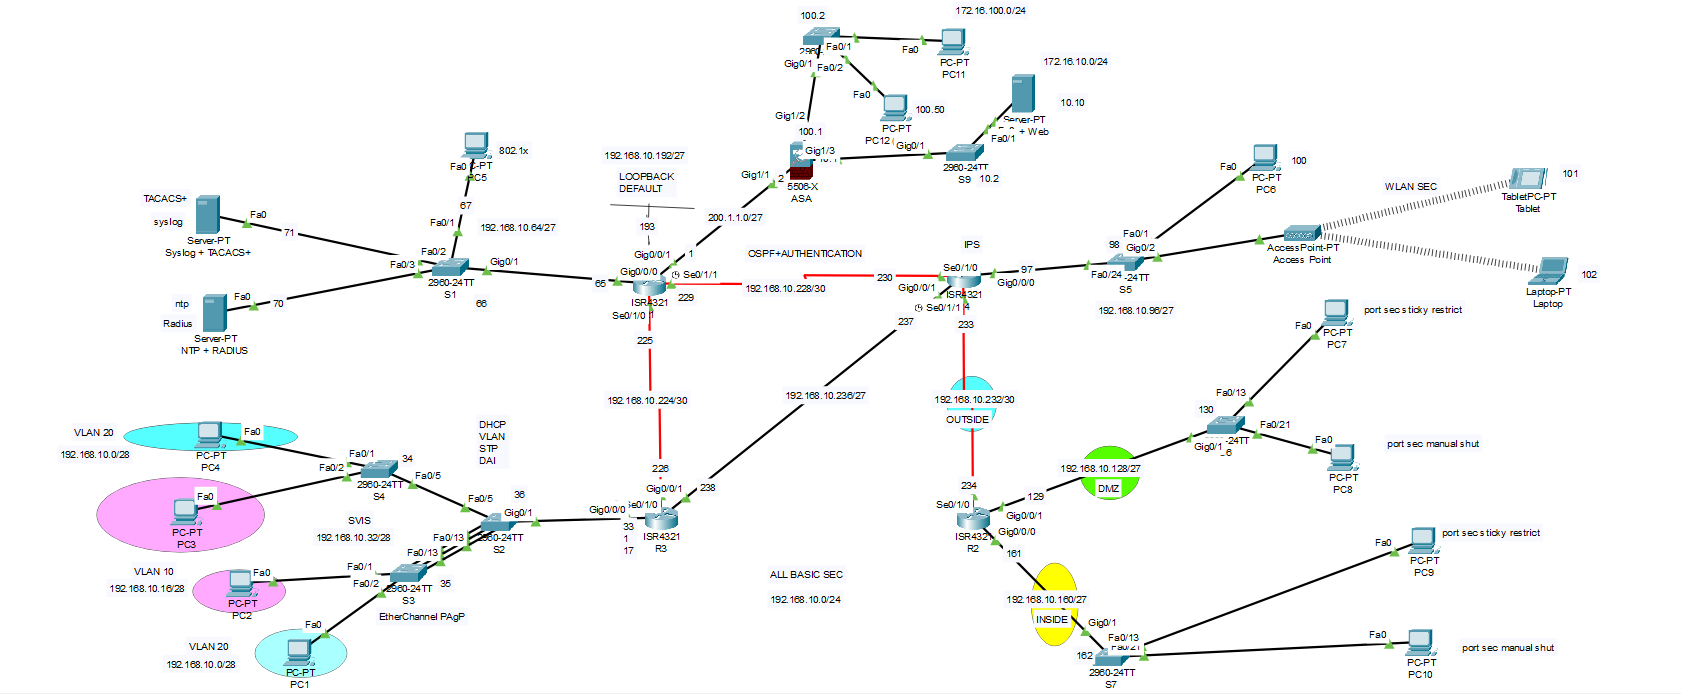 100.2
172.16.100.0/24
Fa0/1
Fa0
PC-PT
PC11
Gig0/1
Fa0/2
172.16.10.0/24
Fa0
100.50
PC-PT
PC12
10.10
Server-PT
+ Web
Fa0/1
Gig1/2
100.1
Gig1/3
Gig0/1
2960-24TT
S9
10.2
5506-X
ASA
Gig1/1
2
200.1.1.0/27
802.1x
Fa0
PC5
67
Fa0/1
192.168.10.64/27
TACACS+
syslog
Fa0
Server-PT
Syslog + TACACS+
71
Fa0/2
Fa0/3
Gig0/1
2960-24TT
S1
66
ntp
Radius
Fa0
70
Server-PT
NTP + RADIUS
192.168.10.192/27
LOOPBACK
DEFAULT
193
Gig0/0/1
1
Gig0/0/0
Se0/1/1
65
ISR4321
229
Se0/1/0
225
OSPF+AUTHENTICATION
192.168.10.228/30
230
IPS
Se0/1/0
97
Gig0/0/1
Gig0/0/0
ISR4321
Se0/1/1
237
233
Fa0
100
PC-PT
PC6
WLAN SEC
101
TabletPC-PT
Tablet
Fa0/1
98
Gig0/2
Fa0/24
S5
AccessPoint-PT
Access Point
102
Laptop-PT
Laptop
192.168.10.96/27
port sec sticky restrict
Fa0
PC-PT
PC7
192.168.10.224/30
192.168.10.236/27
192.168.10.232/30
OUTSIDE
Fa0/13
130
Fa0/21
Gig0/1
Fa0
port sec manual shut
PC-PT
PC8
192.168.10.128/27
DMZ
VLAN 20
192.168.10.0/28
Fa0
PC-PT
PC4
Fa0/1
Fa0/2
34
2960-24TT
S4
Fa0/5
DHCP
VLAN
STP
DAI
Fa0
PC-PT
PC3
Fa0/5
36
Gig0/1
2960-24TT
S2
SVIS
192.168.10.32/28
Fa0/13
Fa0/13
226
Gig0/0/1
238
Gig0/0/0
33
1
17
ISR4321
R3
234
Se0/1/0
129
Gig0/0/1
Gig0/0/0
ISR4321
R2
161
Fa0
port sec sticky restrict
PC-PT
PC9
VLAN 10
192.168.10.16/28
Fa0
PC-PT
PC2
Fa0/1
Fa0/2
35
2960-24TT
S3
EtherChannel PAgP
ALL BASIC SEC
192.168.10.0/24
192.168.10.160/27
INSIDE
Gig0/1
Fa0/13
Fa0/21
162
2960-24TT
S7
Fa0
PC-PT
PC10
port sec manual shut
VLAN 20
192.168.10.0/28
Fa0
PC-PT
PC1